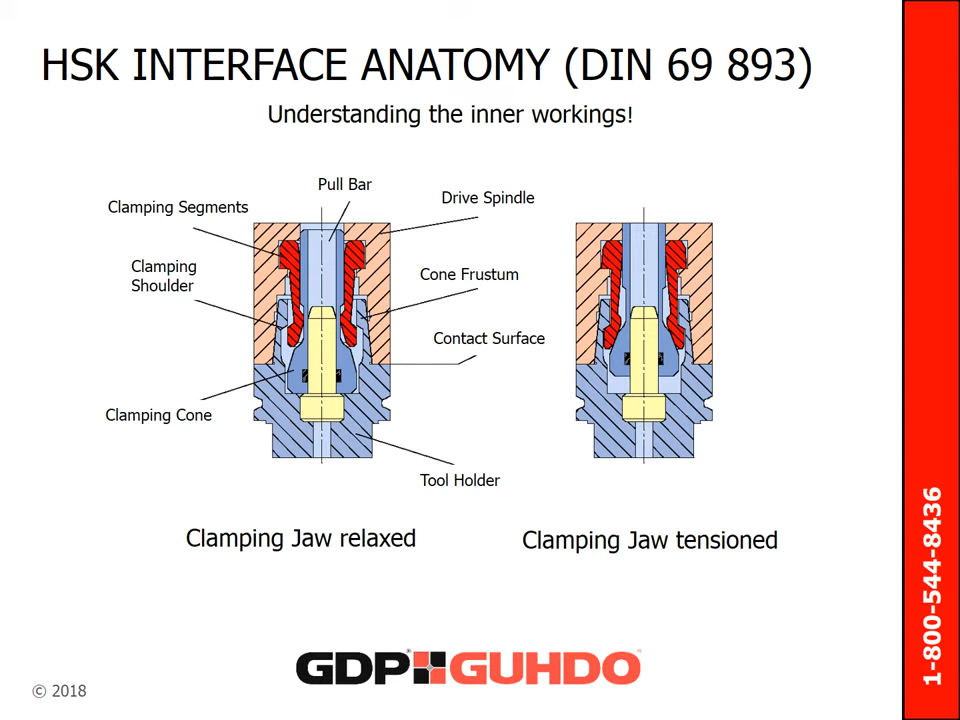 HSK INTERFACE ANATOMY (DIN 69 893)
Understanding the inner workings!
Pull Bar
Clamping Segments
Drive Spindle
Clamping
Shoulder
Cone Frustum
Contact Surface
Clamping Cone
Tool Holder
Clamping Jaw relaxed
Clamping Jaw tensioned
GDP® GUHDO®
© 2018
1-800-544-8436